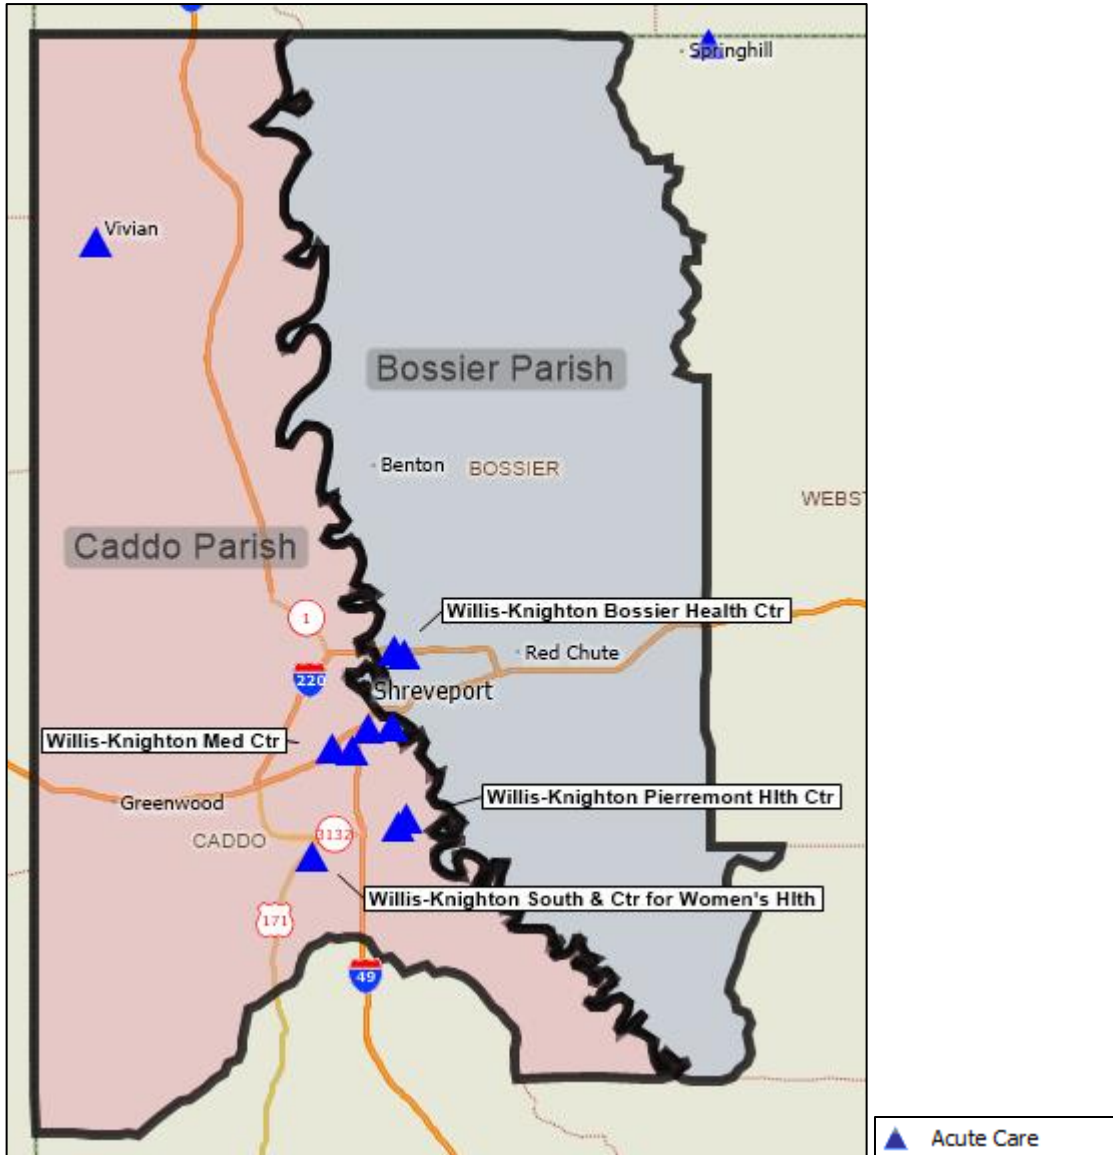 Springhill
Vivian
Bossier Parish
Benton
BOSSIER
WEBST
Caddo Parish
Willis-Knighton Bossier Health Ctr
1
Red Chute
220
Shreveport
Willis-Knighton Med Ctr
Willis-Knighton Pierremont Hlth Ctr
Greenwood
3132
CADDO
Willis-Knighton South & Ctr for Women's Hlth
171
49
Acute Care